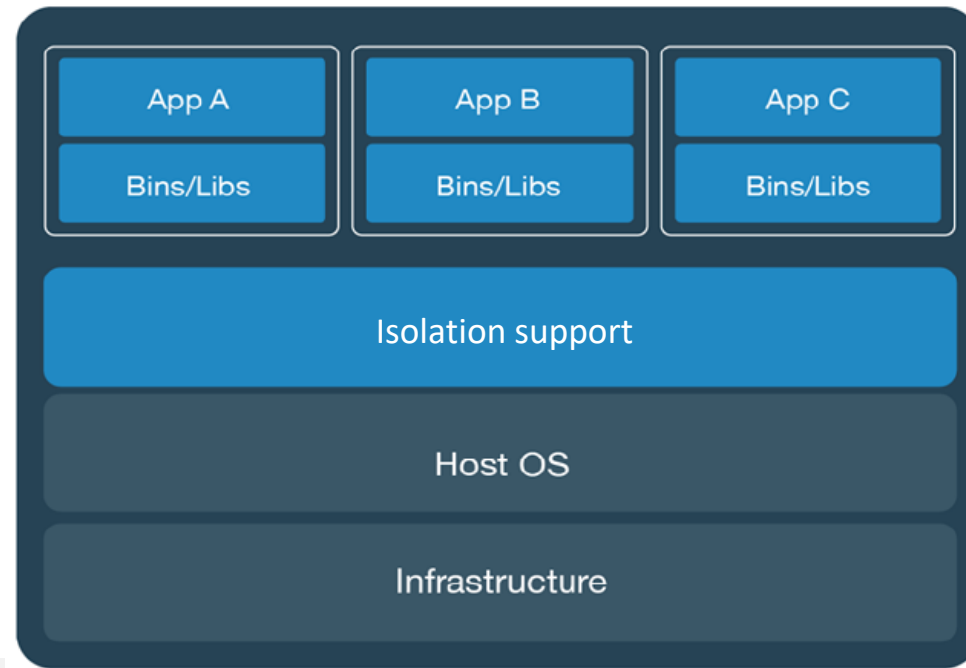 App A
App B
App C
Bins/Libs
Bins/Libs
Bins/Libs
Isolation support
Host OS
Infrastructure